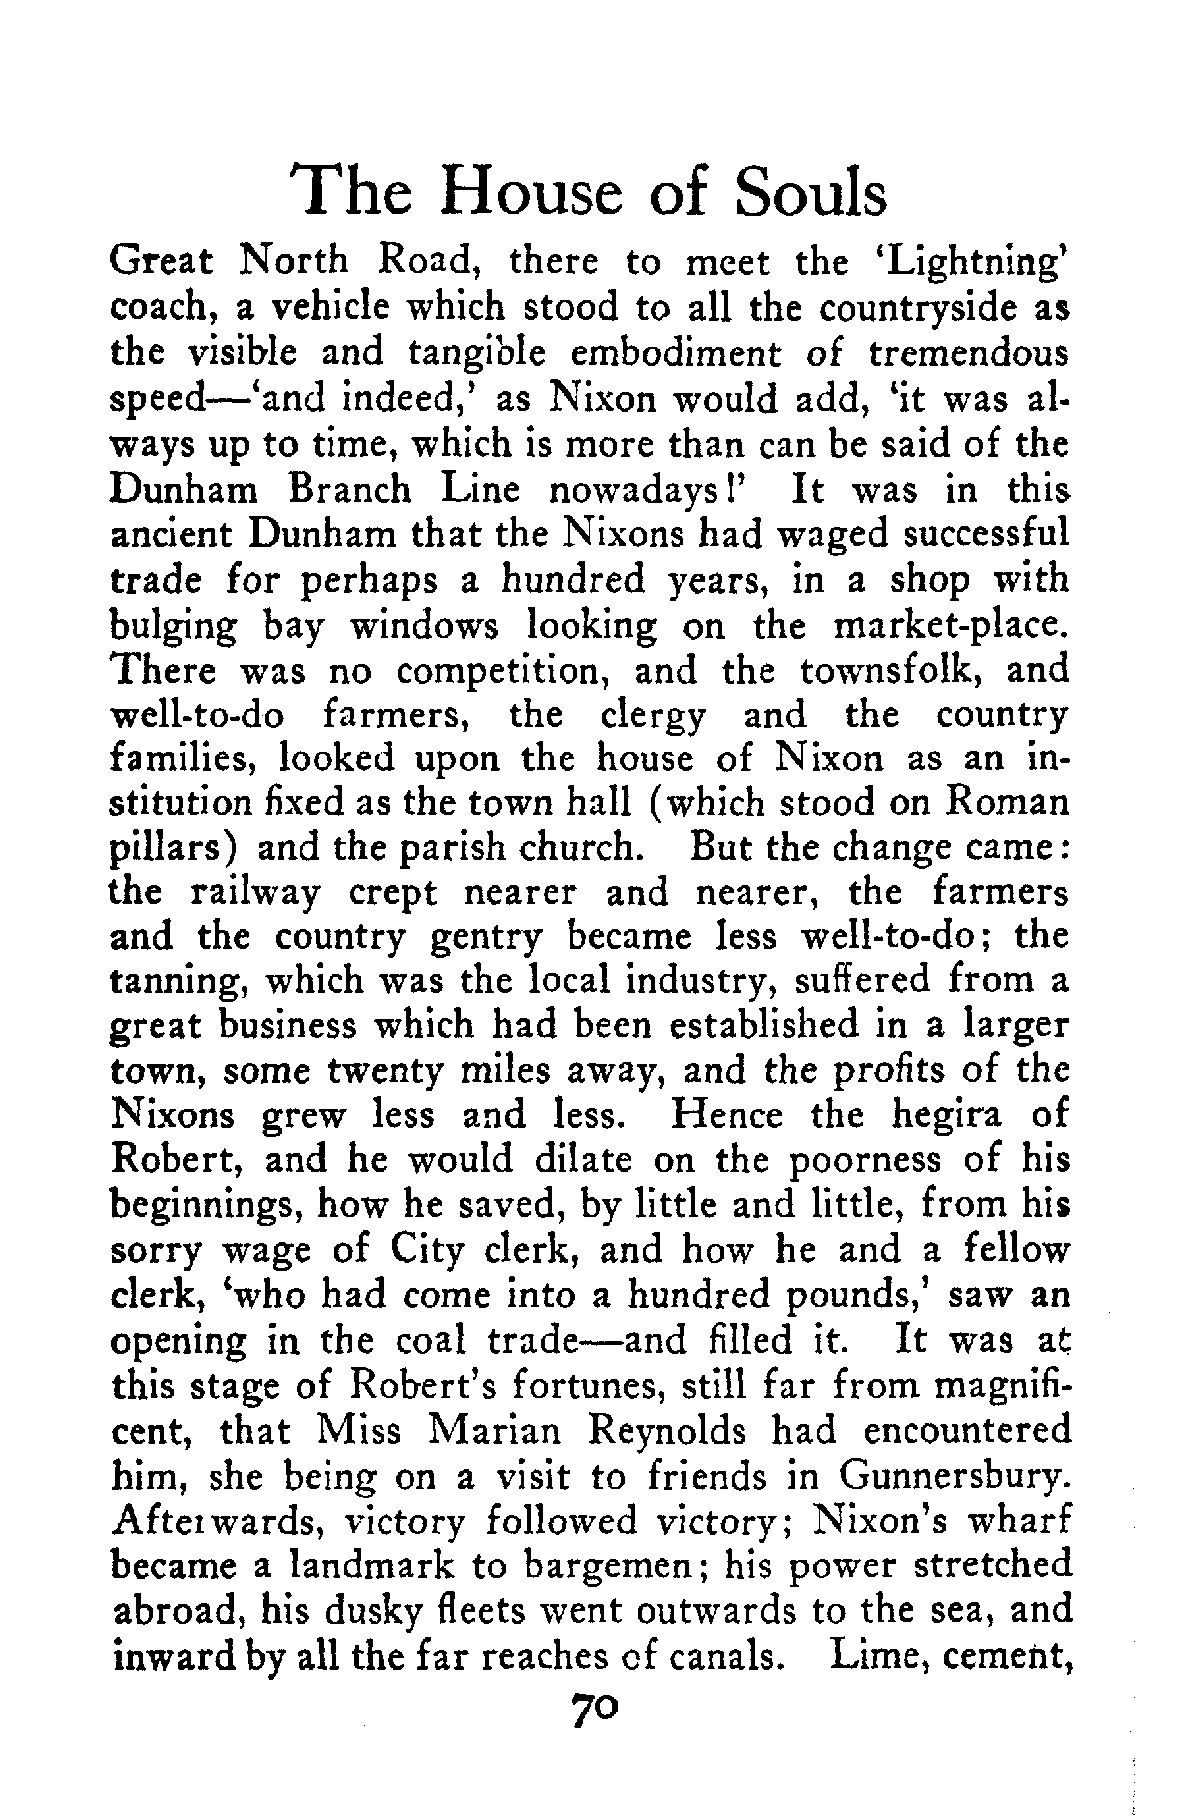 The House of Souls
Great North Road, there to meet the ‘Lightning’
coach, a vehicle which stood to all the countryside as
the visible and tangible embodiment of tremendous
speed—‘and indeed,’ as Nixon would add, ‘it was al-
ways up to time, which is more than can be said of the
Dunham Branch Line nowadays!’ It was in this
ancient Dunham that the Nixons had waged successful
trade for perhaps a hundred years, in a shop with
bulging bay windows looking on the market-place.
There was no competition, and the townsfolk, and
well-to-do farmers, the clergy and the country
families, looked upon the house of Nixon as an in-
stitution fixed as the town hall (which stood on Roman
pillars) and the parish church. But the change came:
the railway crept nearer and nearer, the farmers
and the country gentry became less well-to-do; the
tanning, which was the local industry, suffered from a
great business which had been established in a larger
town, some twenty miles away, and the profits of the
Nixons grew less and less. Hence the hegira of
Robert, and he would dilate on the poorness of his
beginnings, how he saved, by little and little, from his
sorry wage of City clerk, and how he and a fellow
clerk, ‘who had come into a hundred pounds,’ saw an
opening in the coal trade—and filled it. It was at
this stage of Robert’s fortunes, still far from magnifi-
cent, that Miss Marian Reynolds had encountered
him, she being on a visit to friends in Gunnersbury.
Afterwards, victory followed victory; Nixon’s wharf
became a landmark to bargemen; his power stretched
abroad, his dusky fleets went outwards to the sea, and
inward by all the far reaches of canals. Lime, cement,
70